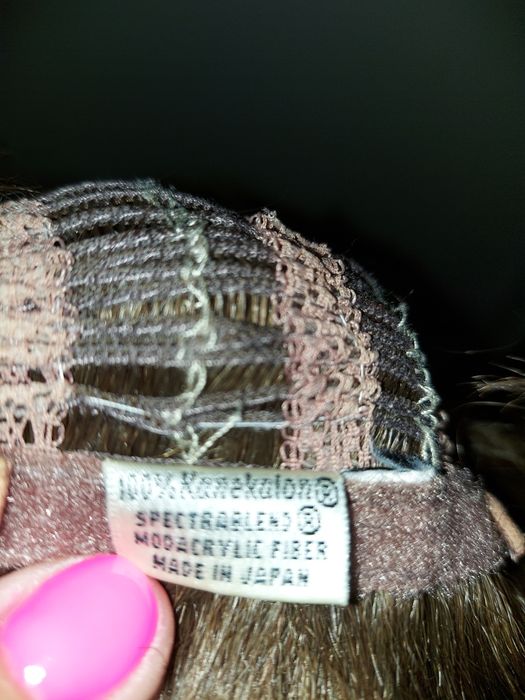 100% Kanekalon®
SPECTRABLEND®
MODACRYLIC FIBER
MADE IN JAPAN